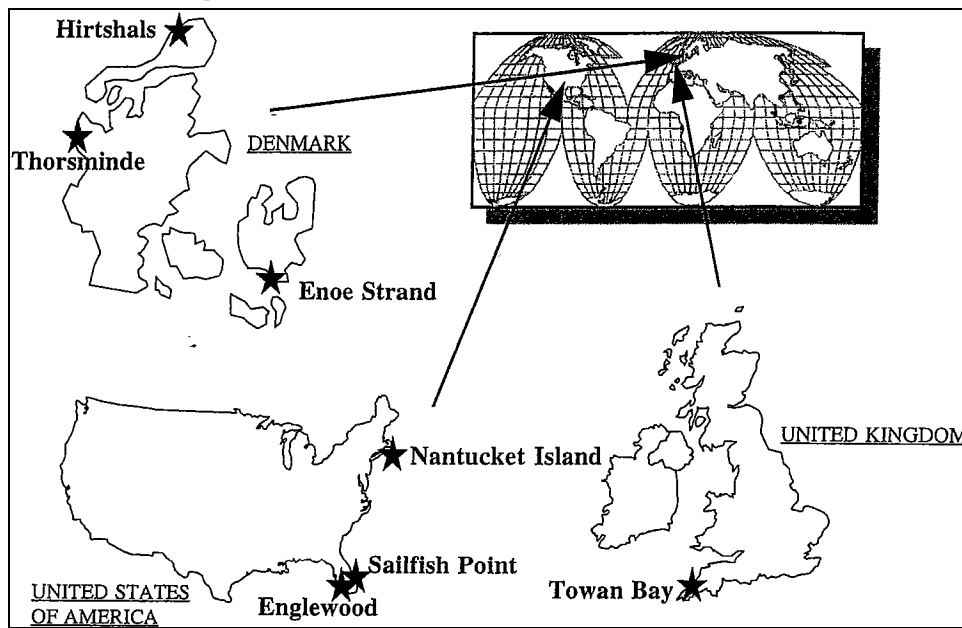 Hirtshals
DENMARK
Thorsminde
Enoe Strand
UNITED KINGDOM
Nantucket Island
Sailfish Point
Towan Bay
Englewood
UNITED STATES
OF AMERICA